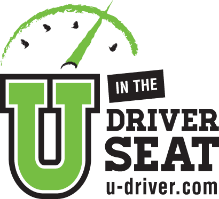 U
IN THE
DRIVER
SEAT
u-driver.com